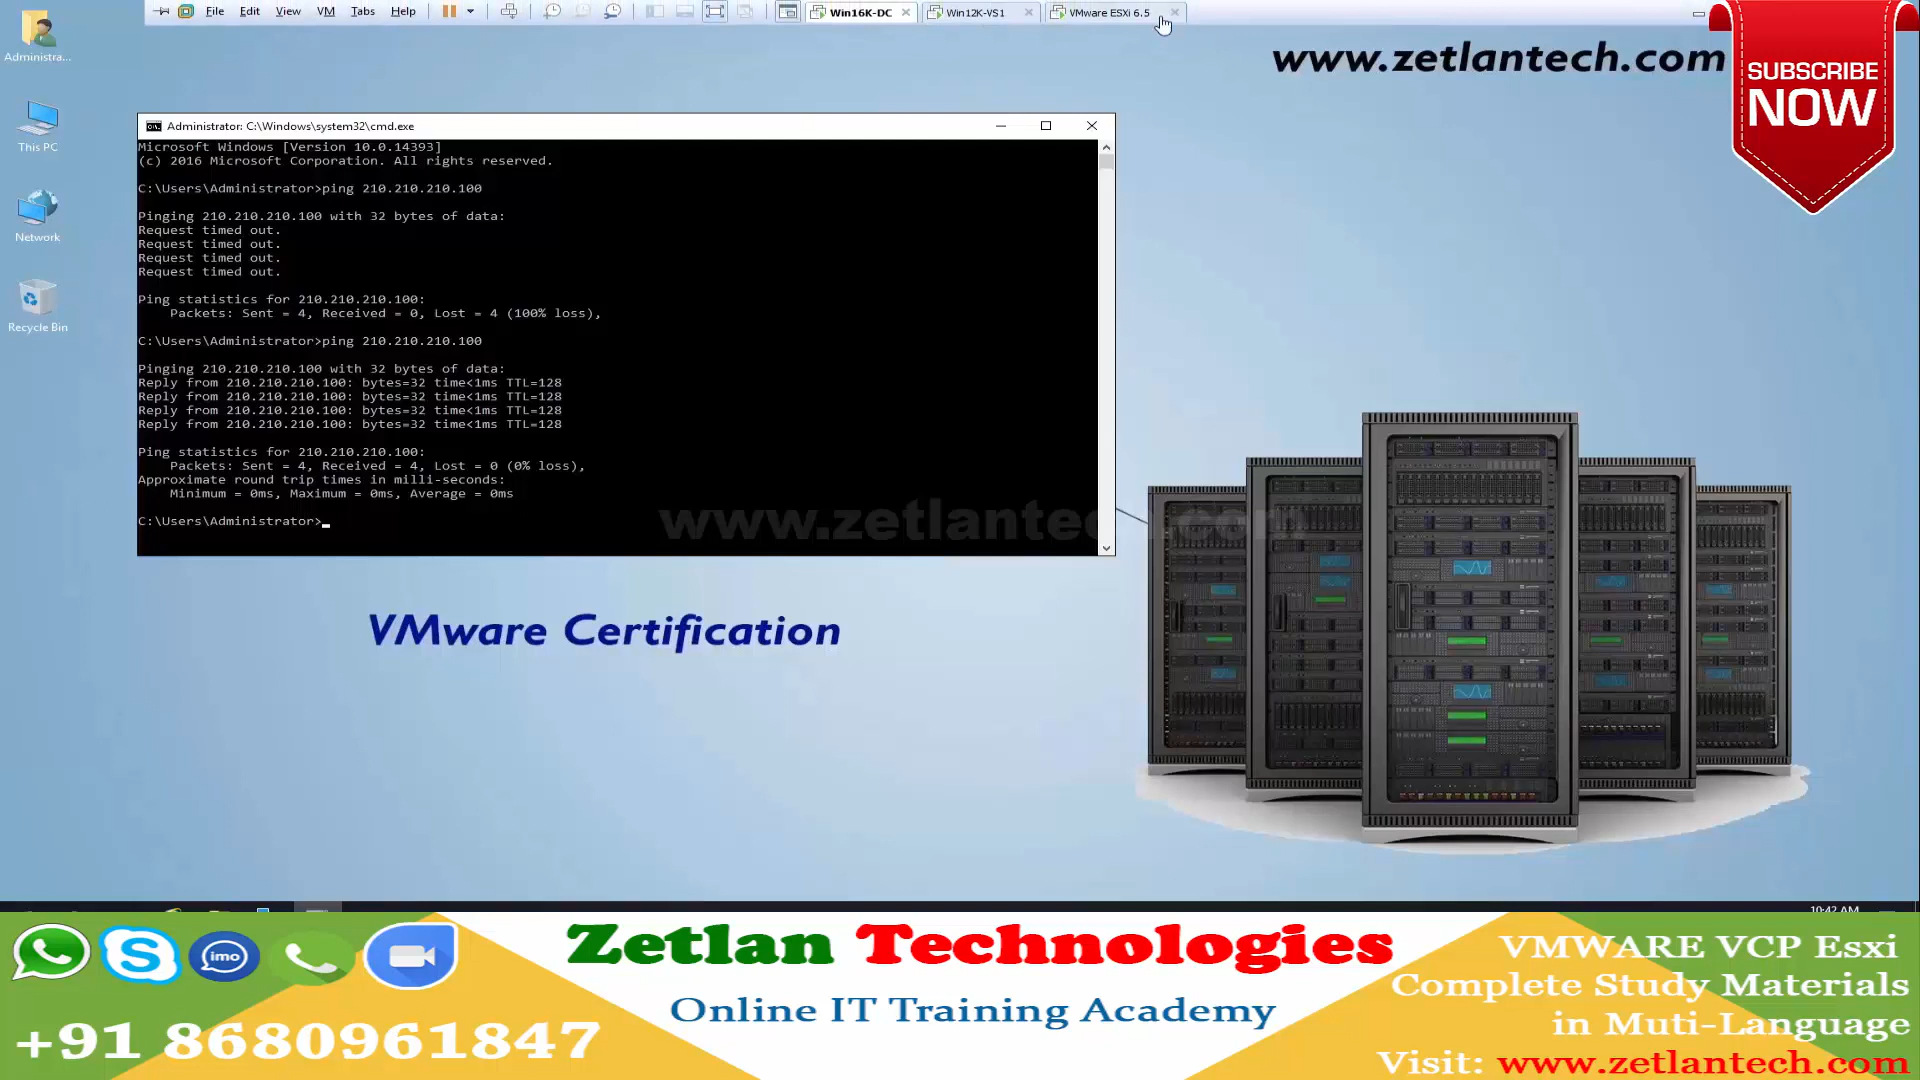 File Edit View VM Tabs Help
Win16K-DC
Win12K-VS1
VMware ESXi 6.5
Administra...
This PC
Network
Recycle Bin
www.zetlantech.com
SUBSCRIBE
NOW
Administrator: C:\Windows\system32\cmd.exe
Microsoft Windows [Version 10.0.14393]
(c) 2016 Microsoft Corporation. All rights reserved.
C:\Users\Administrator>ping 210.210.210.100
Pinging 210.210.210.100 with 32 bytes of data:
Request timed out.
Request timed out.
Request timed out.
Request timed out.
Ping statistics for 210.210.210.100:
Packets: Sent = 4, Received = 0, Lost = 4 (100% loss),
C:\Users\Administrator>ping 210.210.210.100
Pinging 210.210.210.100 with 32 bytes of data:
Reply from 210.210.210.100: bytes=32 time<1ms TTL=128
Reply from 210.210.210.100: bytes=32 time<1ms TTL=128
Reply from 210.210.210.100: bytes=32 time<1ms TTL=128
Reply from 210.210.210.100: bytes=32 time<1ms TTL=128
Ping statistics for 210.210.210.100:
Packets: Sent = 4, Received = 4, Lost = 0 (0% loss),
Approximate round trip times in milli-seconds:
Minimum = 0ms, Maximum = 0ms, Average = 0ms
C:\Users\Administrator>
www.zetlantech.com
VMware Certification
10:42 AM
imo
+91 8680961847
Zetlan Technologies
Online IT Training Academy
VMWARE VCP Esxi
Complete Study Materials
in Muti-Language
Visit: www.zetlantech.com